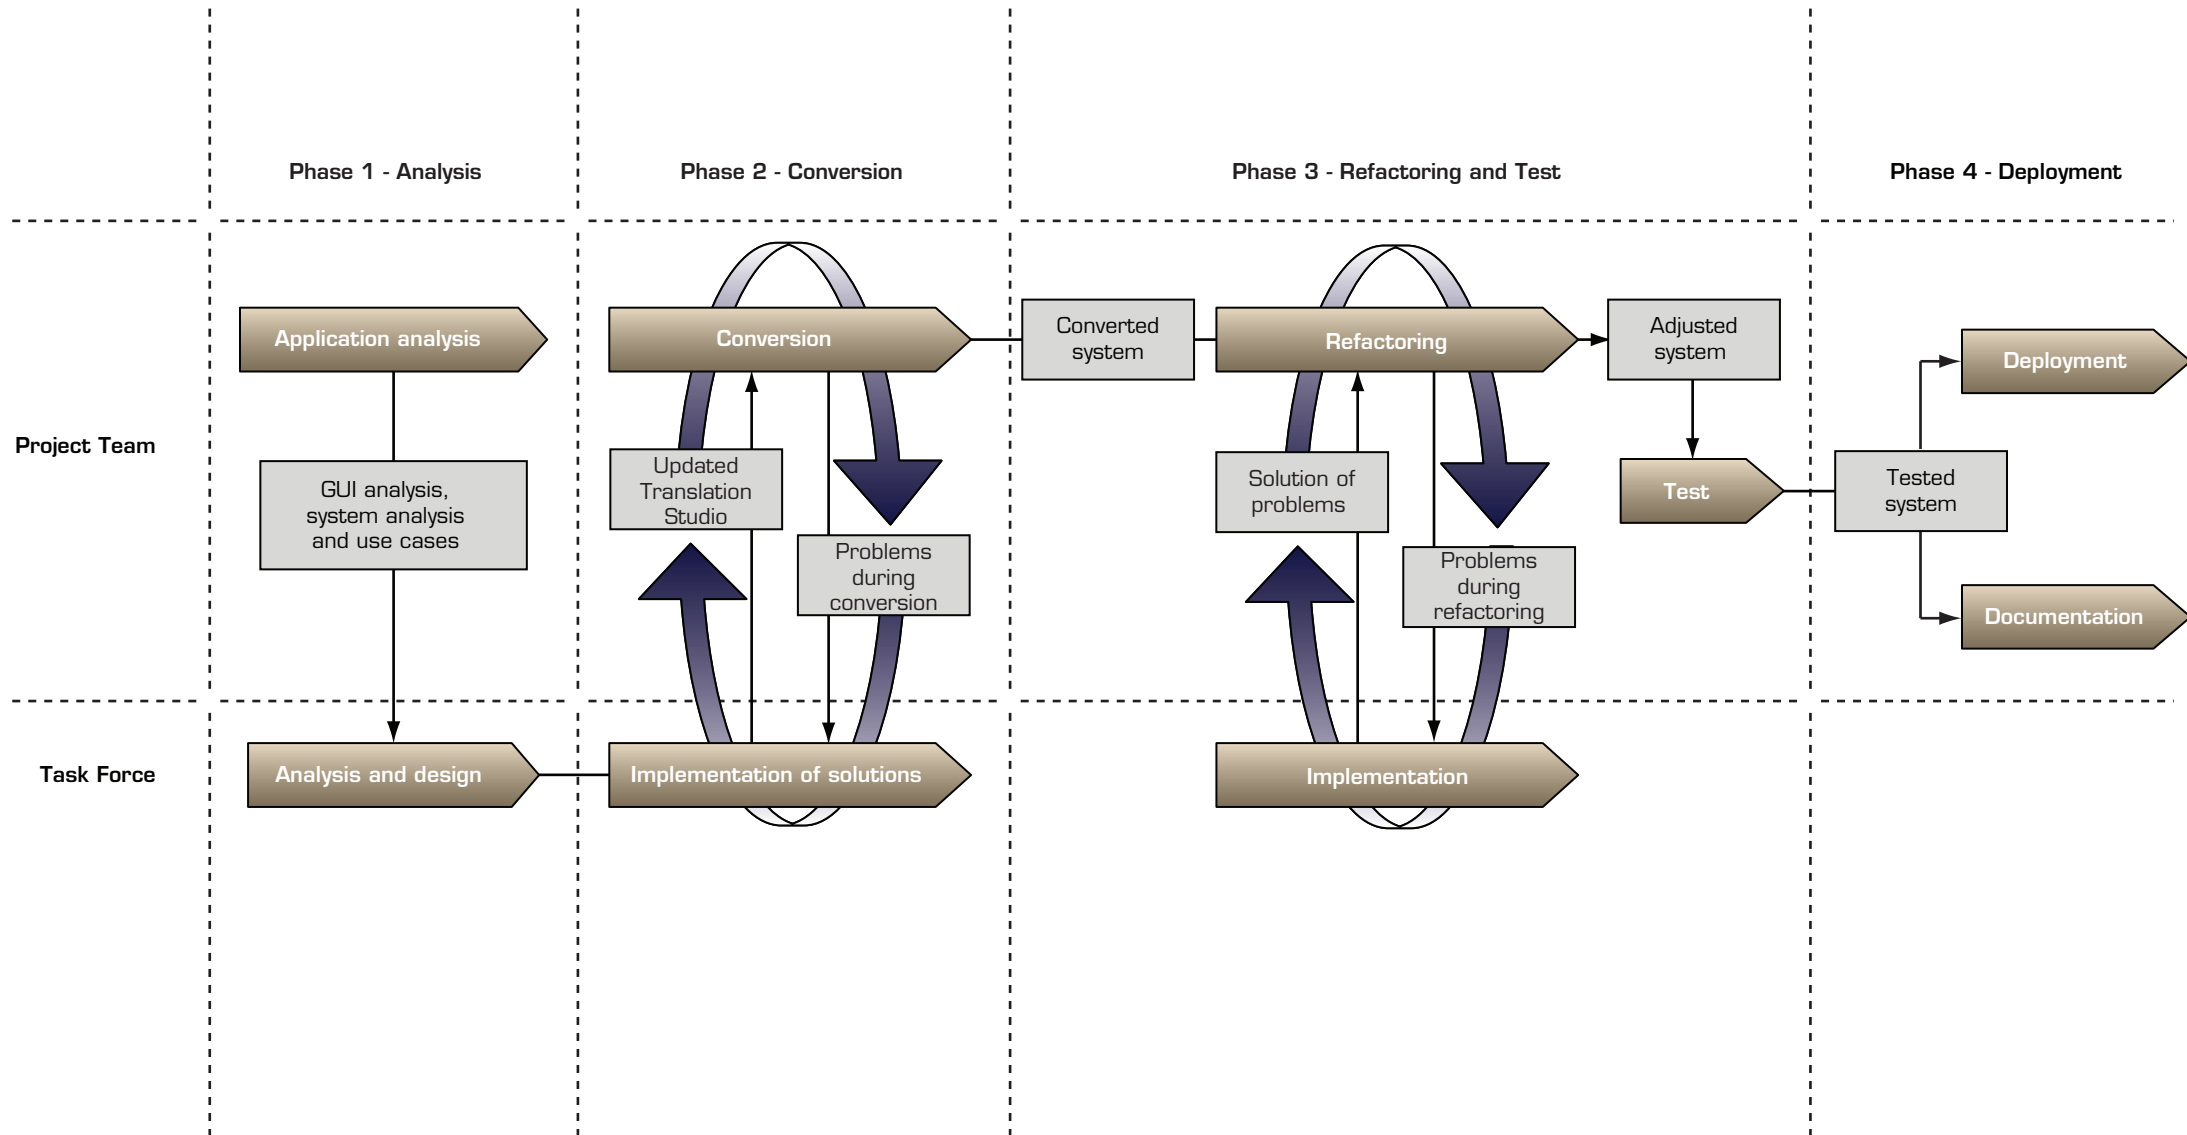 Phase 1 - Analysis
Phase 2 - Conversion
Phase 3 - Refactoring and Test
Phase 4 - Deployment
Project Team
Application analysis
GUI analysis,
system analysis
and use cases
Conversion
Updated
Translation
Studio
Problems
during
conversion
Converted
system
Refactoring
Solution of
problems
Problems
during
refactoring
Adjusted
system
Test
Tested
system
Deployment
Documentation
Task Force
Analysis and design
Implementation of solutions
Implementation